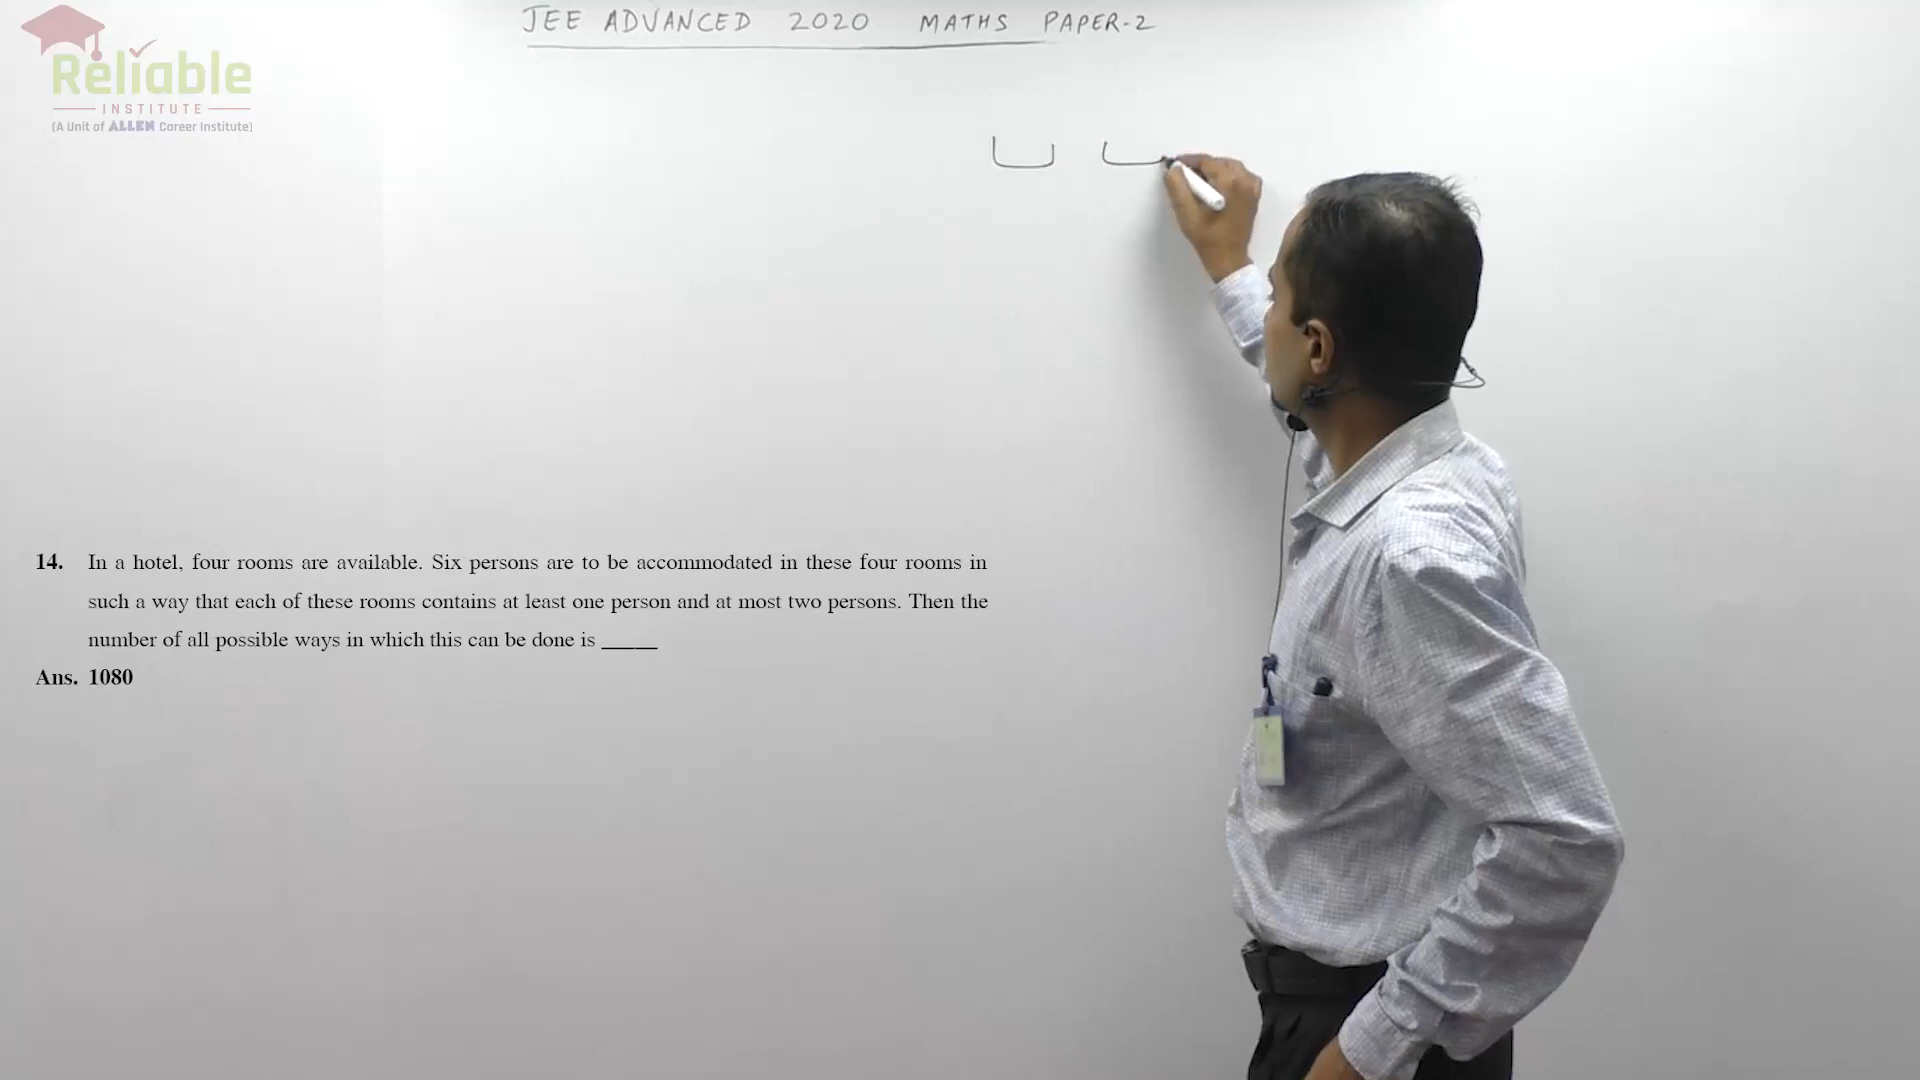 JEE ADVANCED 2020 MATHS PAPER-2
Reliable
INSTITUTE
(A Unit of ALLEN Career Institute)
14. In a hotel, four rooms are available. Six persons are to be accommodated in these four rooms in
such a way that each of these rooms contains at least one person and at most two persons. Then the
number of all possible ways in which this can be done is _____
Ans. 1080